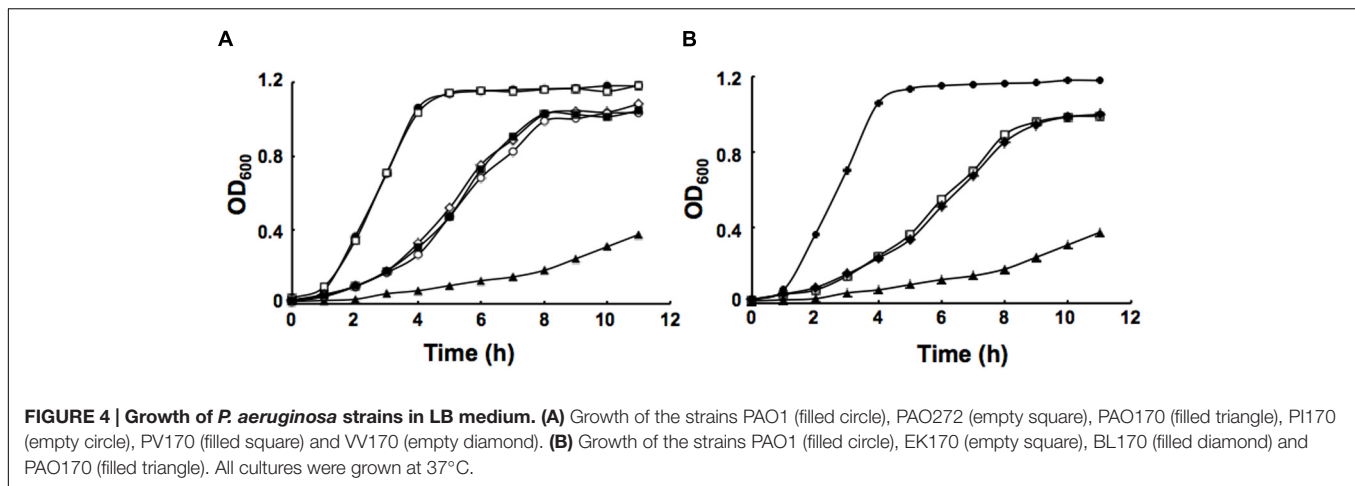 A
B
1.2
0.8
0.4
0
OD600
0 2 4 6 8 10 12
Time (h)
1.2
0.8
0.4
0
OD600
0 2 4 6 8 10 12
Time (h)
FIGURE 4 | Growth of P. aeruginosa strains in LB medium. (A) Growth of the strains PAO1 (filled circle), PAO272 (empty square), PAO170 (filled triangle), PI170
(empty circle), PV170 (filled square) and VV170 (empty diamond). (B) Growth of the strains PAO1 (filled circle), EK170 (empty square), BL170 (filled diamond) and
PAO170 (filled triangle). All cultures were grown at 37°C.